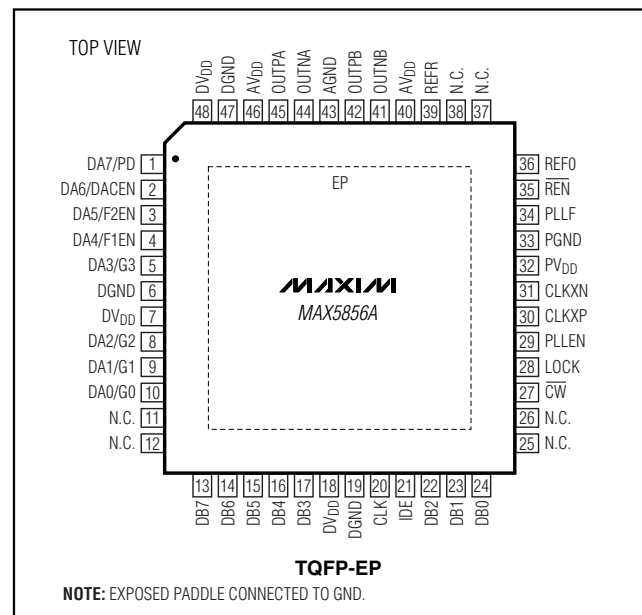 TOP VIEW
DVDD
DGND
AVDD
OUTPA
OUTNA
AGND
OUTPB
OUTNB
AVDD
REFR
N.C.
N.C.
48 47 46 45 44 43 42 41 40 39 38 37
DA7/PD 1
DA6/DACEN 2
DA5/F2EN 3
DA4/F1EN 4
DA3/G3 5
DGND 6
DVDD 7
DA2/G2 8
DA1/G1 9
DA0/G0 10
N.C. 11
N.C. 12
EP
MAXIM
MAX5856A
36 REF0
35 REN
34 PLLF
33 PGND
32 PVDD
31 CLKXN
30 CLKXP
29 PLLEN
28 LOCK
27 CW
26 N.C.
25 N.C.
13 14 15 16 17 18 19 20 21 22 23 24
DB7
DB6
DB5
DB4
DB3
DVDD
DGND
CLK
IDE
DB2
DB1
DB0
TQFP-EP
NOTE: EXPOSED PADDLE CONNECTED TO GND.